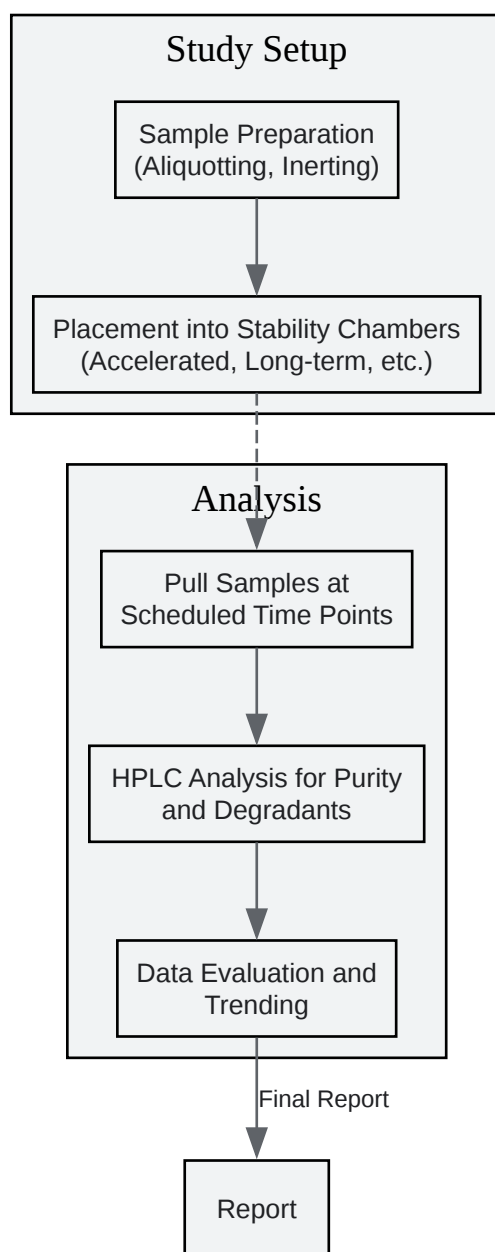 Study Setup
Sample Preparation
(Aliquotting, Inerting)
Placement into Stability Chambers
(Accelerated, Long-term, etc.)
Analysis
Pull Samples at
Scheduled Time Points
HPLC Analysis for Purity
and Degradants
Data Evaluation and
Trending
Final Report
Report